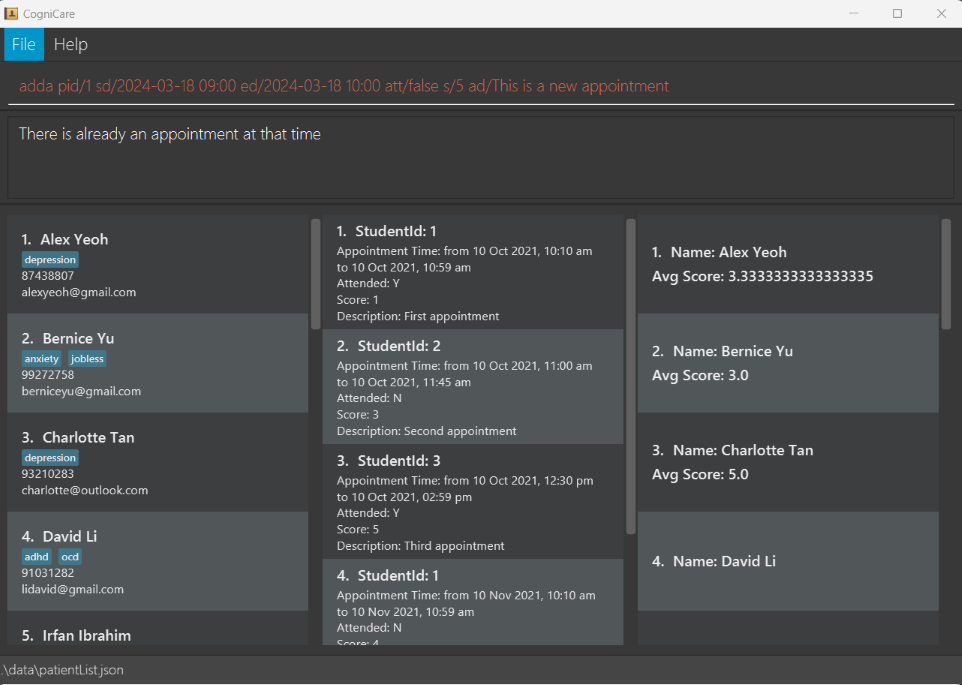 CogniCare
File Help
adda pid/1 sd/2024-03-18 09:00 ed/2024-03-18 10:00 att/false s/5 ad/This is a new appointment
There is already an appointment at that time
1. Alex Yeoh
depression
87438807
alexyeoh@gmail.com
2. Bernice Yu
anxiety jobless
99272758
berniceyu@gmail.com
3. Charlotte Tan
depression
93210283
charlotte@outlook.com
4. David Li
adhd ocd
91031282
lidavid@gmail.com
5. Irfan Ibrahim
1. StudentId: 1
Appointment Time: from 10 Oct 2021, 10:10 am
to 10 Oct 2021, 10:59 am
Attended: Y
Score: 1
Description: First appointment
2. StudentId: 2
Appointment Time: from 10 Oct 2021, 11:00 am
to 10 Oct 2021, 11:45 am
Attended: N
Score: 3
Description: Second appointment
3. StudentId: 3
Appointment Time: from 10 Oct 2021, 12:30 pm
to 10 Oct 2021, 02:59 pm
Attended: Y
Score: 5
Description: Third appointment
4. StudentId: 1
Appointment Time: from 10 Nov 2021, 10:10 am
to 10 Nov 2021, 10:59 am
Attended: N
Score: 4
1. Name: Alex Yeoh
Avg Score: 3.3333333333333335
2. Name: Bernice Yu
Avg Score: 3.0
3. Name: Charlotte Tan
Avg Score: 5.0
4. Name: David Li
.\data\patientList.json